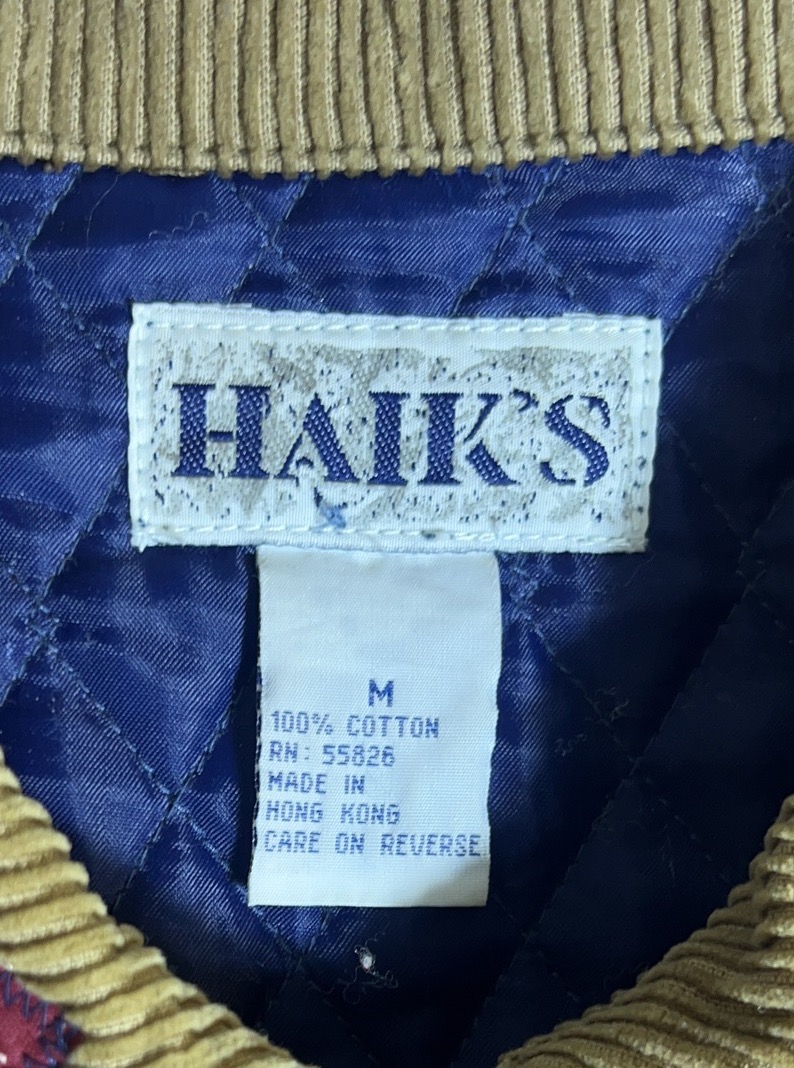 HAIK'S
M
100% COTTON
RN: 55826
MADE IN
HONG KONG
CARE ON REVERSE